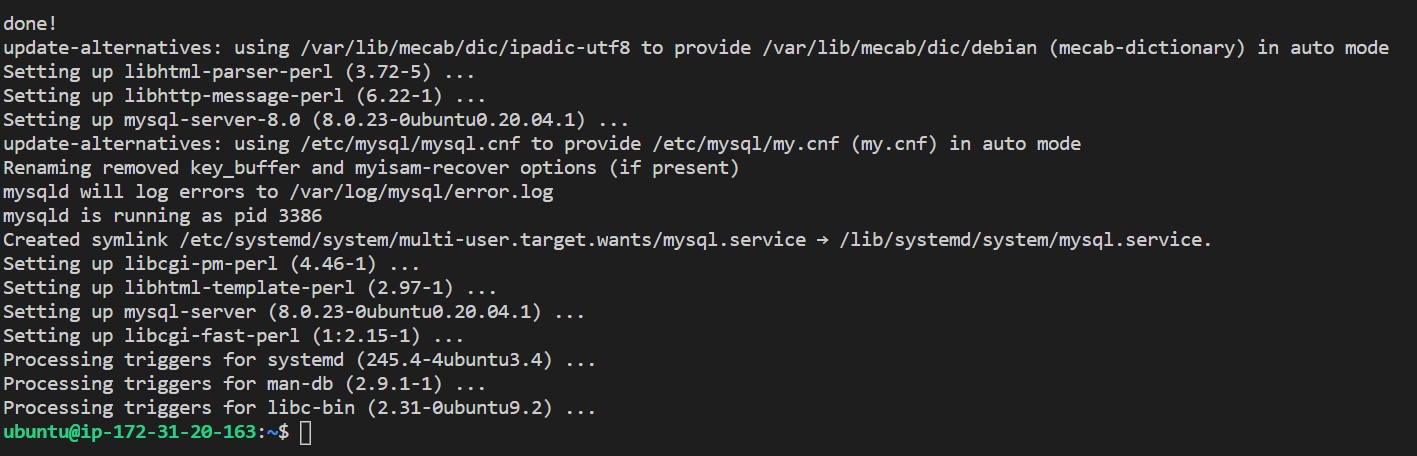 done!
update-alternatives: using /var/lib/mecab/dic/ipadic-utf8 to provide /var/lib/mecab/dic/debian (mecab-dictionary) in auto mode
Setting up libhtml-parser-perl (3.72-5) ...
Setting up libhttp-message-perl (6.22-1) ...
Setting up mysql-server-8.0 (8.0.23-0ubuntu0.20.04.1) ...
update-alternatives: using /etc/mysql/mysql.cnf to provide /etc/mysql/my.cnf (my.cnf) in auto mode
Renaming removed key_buffer and myisam-recover options (if present)
mysqld will log errors to /var/log/mysql/error.log
mysqld is running as pid 3386
Created symlink /etc/systemd/system/multi-user.target.wants/mysql.service → /lib/systemd/system/mysql.service.
Setting up libcgi-pm-perl (4.46-1) ...
Setting up libhtml-template-perl (2.97-1) ...
Setting up mysql-server (8.0.23-0ubuntu0.20.04.1) ...
Setting up libcgi-fast-perl (1:2.15-1) ...
Processing triggers for systemd (245.4-4ubuntu3.4) ...
Processing triggers for man-db (2.9.1-1) ...
Processing triggers for libc-bin (2.31-0ubuntu9.2) ...
ubuntu@ip-172-31-20-163:~$